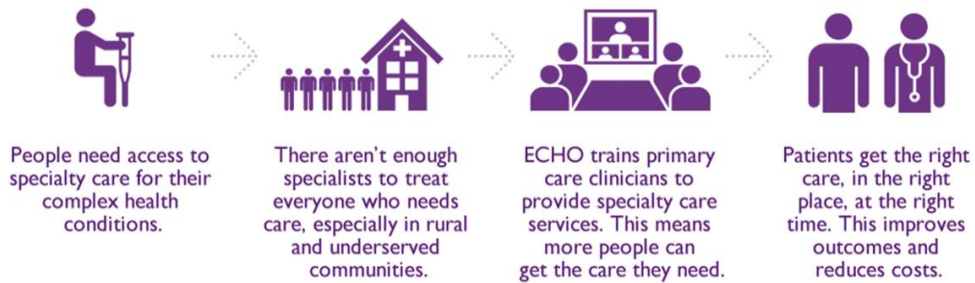 People need access to
specialty care for their
complex health
conditions.
There aren't enough
specialists to treat
everyone who needs
care, especially in rural
and underserved
communities.
ECHO trains primary
care clinicians to
provide specialty care
services. This means
more people can
get the care they need.
Patients get the right
care, in the right
place, at the right
time. This improves
outcomes and
reduces costs.